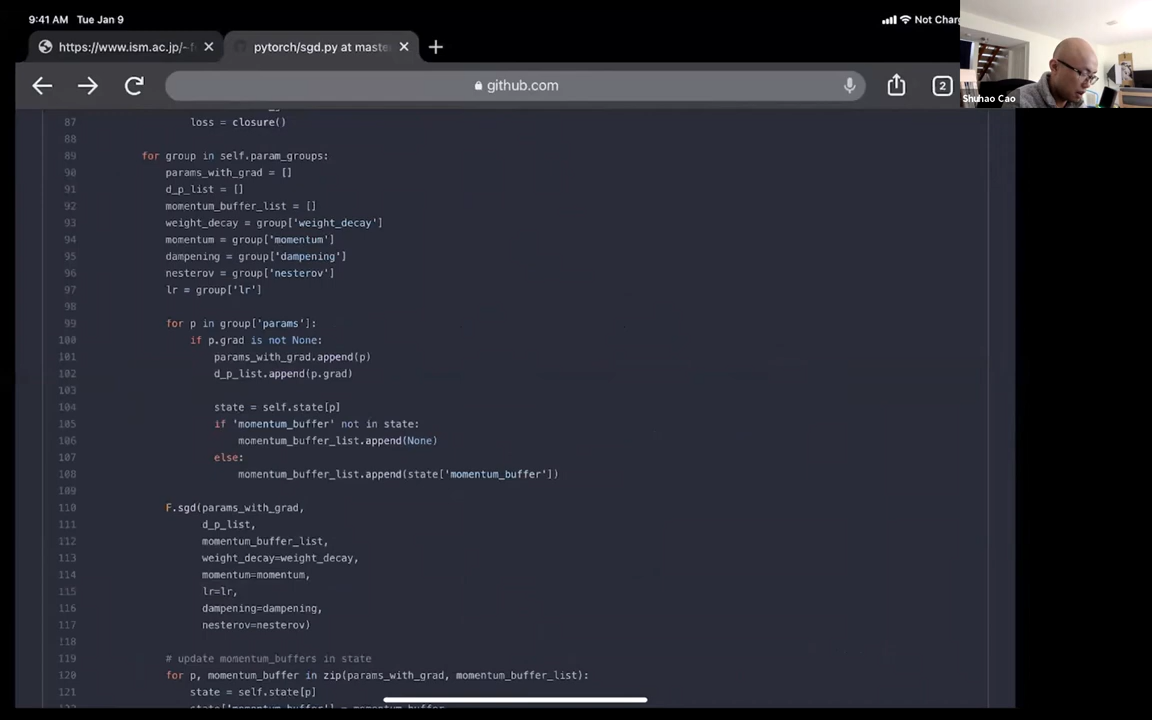 9:41 AM Tue Jan 9
Not Charg
https://www.ism.ac.jp/~f
pytorch/sgd.py at maste
github.com
2
Shuhao Cao
87 loss = closure()
88
89 for group in self.param_groups:
90 params_with_grad = []
91 d_p_list = []
92 momentum_buffer_list = []
93 weight_decay = group['weight_decay']
94 momentum = group['momentum']
95 dampening = group['dampening']
96 nesterov = group['nesterov']
97 lr = group['lr']
98
99 for p in group['params']:
100 if p.grad is not None:
101 params_with_grad.append(p)
102 d_p_list.append(p.grad)
103
104 state = self.state[p]
105 if 'momentum_buffer' not in state:
106 momentum_buffer_list.append(None)
107 else:
108 momentum_buffer_list.append(state['momentum_buffer'])
109
110 F.sgd(params_with_grad,
111 d_p_list,
112 momentum_buffer_list,
113 weight_decay=weight_decay,
114 momentum=momentum,
115 lr=lr,
116 dampening=dampening,
117 nesterov=nesterov)
118
119 # update momentum_buffers in state
120 for p, momentum_buffer in zip(params_with_grad, momentum_buffer_list):
121 state = self.state[p]